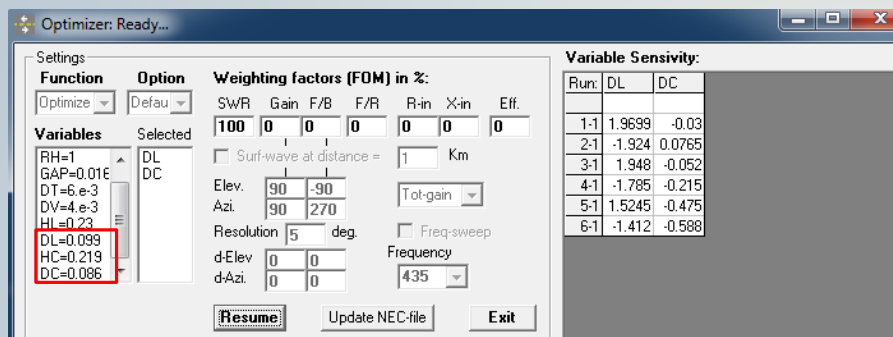 Optimizer: Ready...
Settings
Function Option Weighting factors (FOM) in %:
Optimize Defau SWR Gain F/B F/R R-in X-in Eff.
100 0 0 0 0 0 0
Variables Selected
RH=1
GAP=0.016
DT=6.e-3
DV=4.e-3
HL=0.23
DL=0.099
HC=0.219
DC=0.086
DL
DC
Surf-wave at distance = 1 Km
Elev. 90 -90
Azi. 90 270
Tot-gain
Resolution 5 deg. Freq-sweep
d-Elev 0 0
d-Azi. 0 0
Frequency
435
Resume Update NEC-file Exit
Variable Sensitivity:
Run: DL DC
1-1 1.9699 -0.03
2-1 -1.924 0.0765
3-1 1.948 -0.052
4-1 -1.785 -0.215
5-1 1.5245 -0.475
6-1 -1.412 -0.588